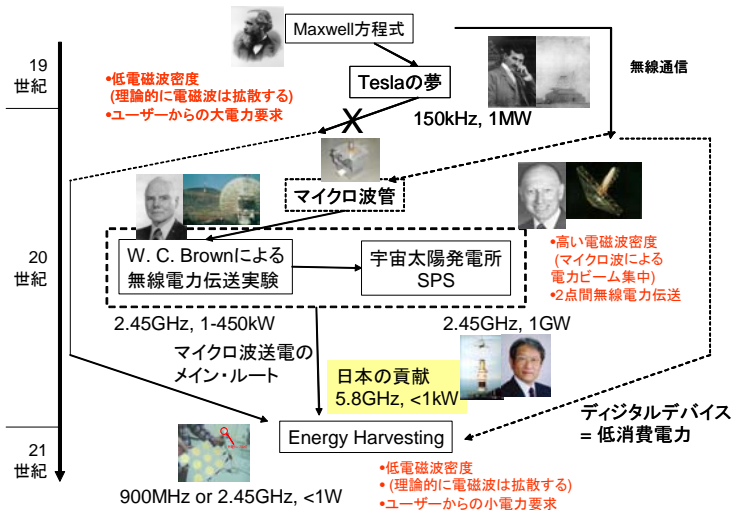 Maxwell方程式
19
世紀
•低電磁波密度
(理論的に電磁波は拡散する)
•ユーザーからの大電力要求
Teslaの夢
無線通信
X
150kHz, 1MW
マイクロ波管
20
世紀
W. C. Brownによる
無線電力伝送実験
宇宙太陽発電所
SPS
•高い電磁波密度
(マイクロ波による
電力ビーム集中)
•2点間無線電力伝送
2.45GHz, 1-450kW
2.45GHz, 1GW
マイクロ波送電の
メイン・ルート
日本の貢献
5.8GHz, <1kW
ディジタルデバイス
= 低消費電力
21
世紀
Energy Harvesting
900MHz or 2.45GHz, <1W
•低電磁波密度
• (理論的に電磁波は拡散する)
•ユーザーからの小電力要求